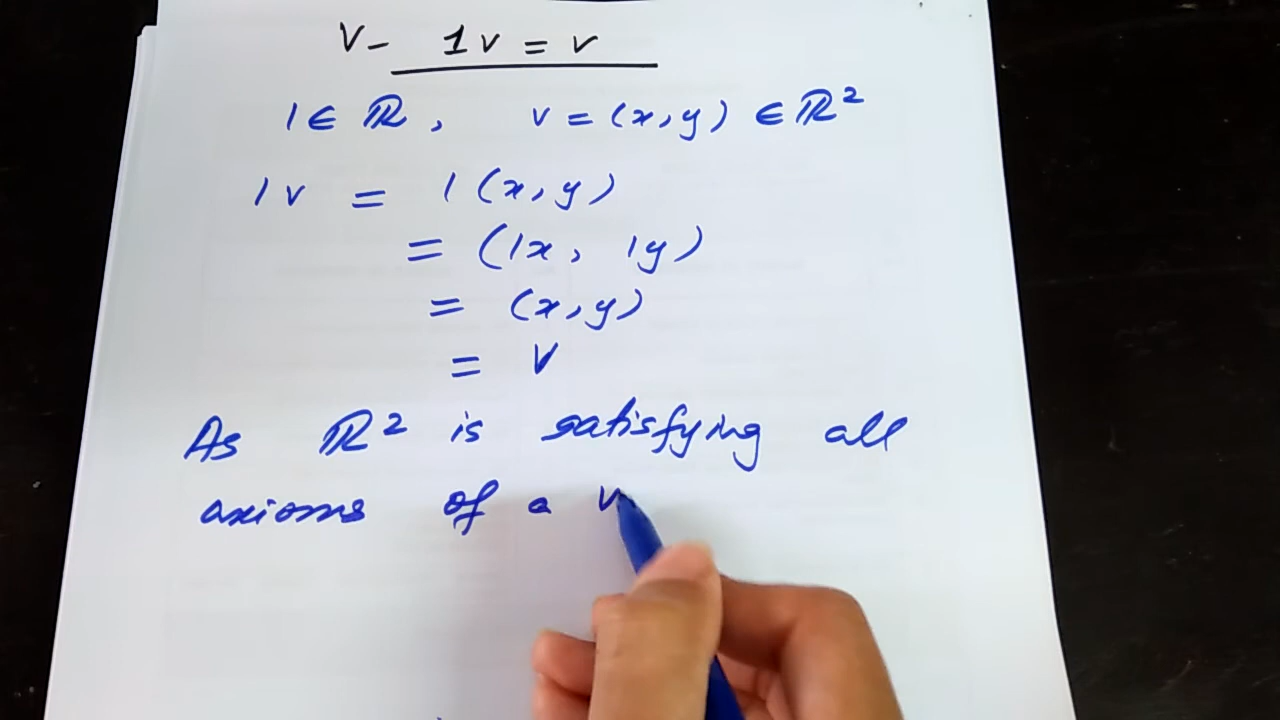 V- 1v = v
1 ∈ ℝ, v = (x, y) ∈ ℝ²
1v = 1(x, y)
= (1x, 1y)
= (x, y)
= v
As ℝ² is satisfying all
axioms of a v